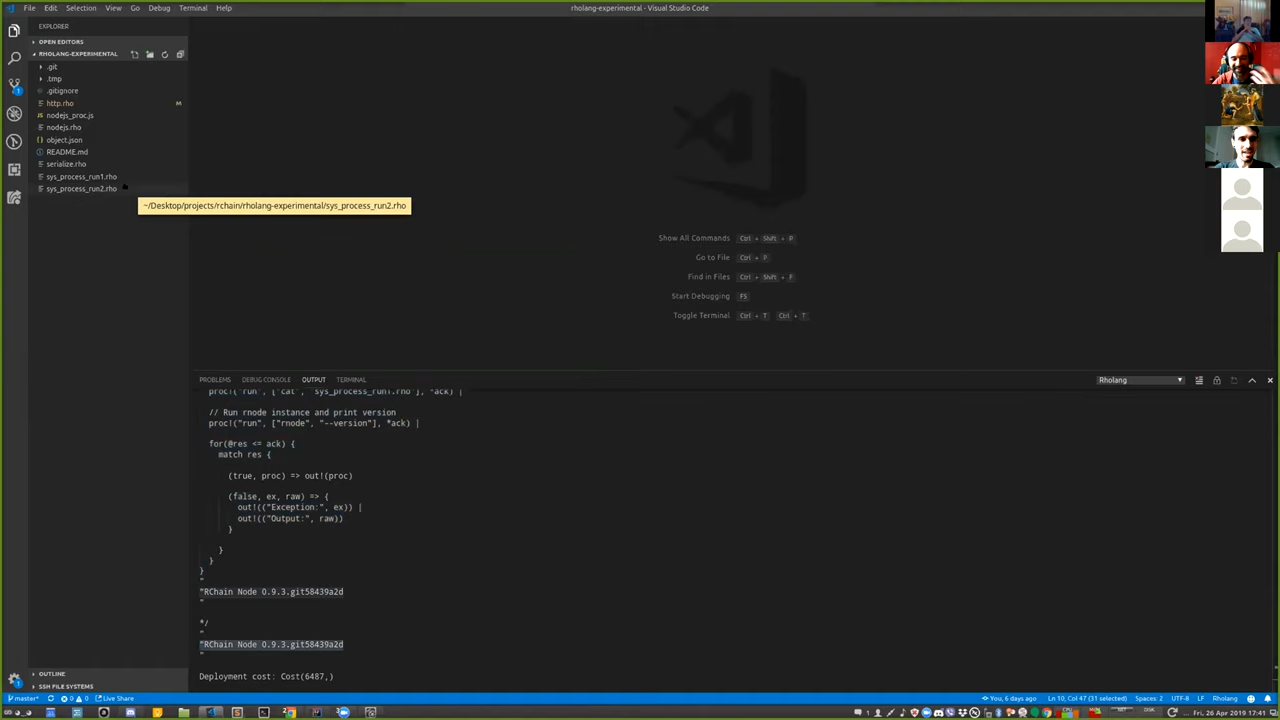 File Edit Selection View Go Debug Terminal Help
rholang-experimental - Visual Studio Code
EXPLORER
OPEN EDITORS
RHOLANG-EXPERIMENTAL
.git
.tmp
.gitignore
http.rho M
nodejs_proc.js
nodejs.rho
object.json
README.md
serialize.rho
sys_process_run1.rho
sys_process_run2.rho
~/Desktop/projects/rchain/rholang-experimental/sys_process_run2.rho
Show All Commands Ctrl + Shift + P
Go to File Ctrl + P
Find in Files Ctrl + Shift + F
Start Debugging F5
Toggle Terminal Ctrl + T Ctrl + T
PROBLEMS DEBUG CONSOLE OUTPUT TERMINAL
Rholang
proc!("run", ["cat", "sys_process_run1.rho"], *ack) |
// Run rnode instance and print version
proc!("run", ["rnode", "--version"], *ack) |
for(@res <= ack) {
match res {
(true, proc) => out!(proc)
(false, ex, raw) => {
out!(("Exception:", ex)) |
out!(("Output:", raw))
}
}
}
}
"
"RChain Node 0.9.3.git58439a2d
"
*/
"
"RChain Node 0.9.3.git58439a2d
"
Deployment cost: Cost(6487,)
OUTLINE
SSH FILE SYSTEMS
master* 0 0 Live Share
You, 6 days ago Ln 10, Col 47 (31 selected) Spaces: 2 UTF-8 LF Rholang
Fri, 26 Apr 2019 17:41